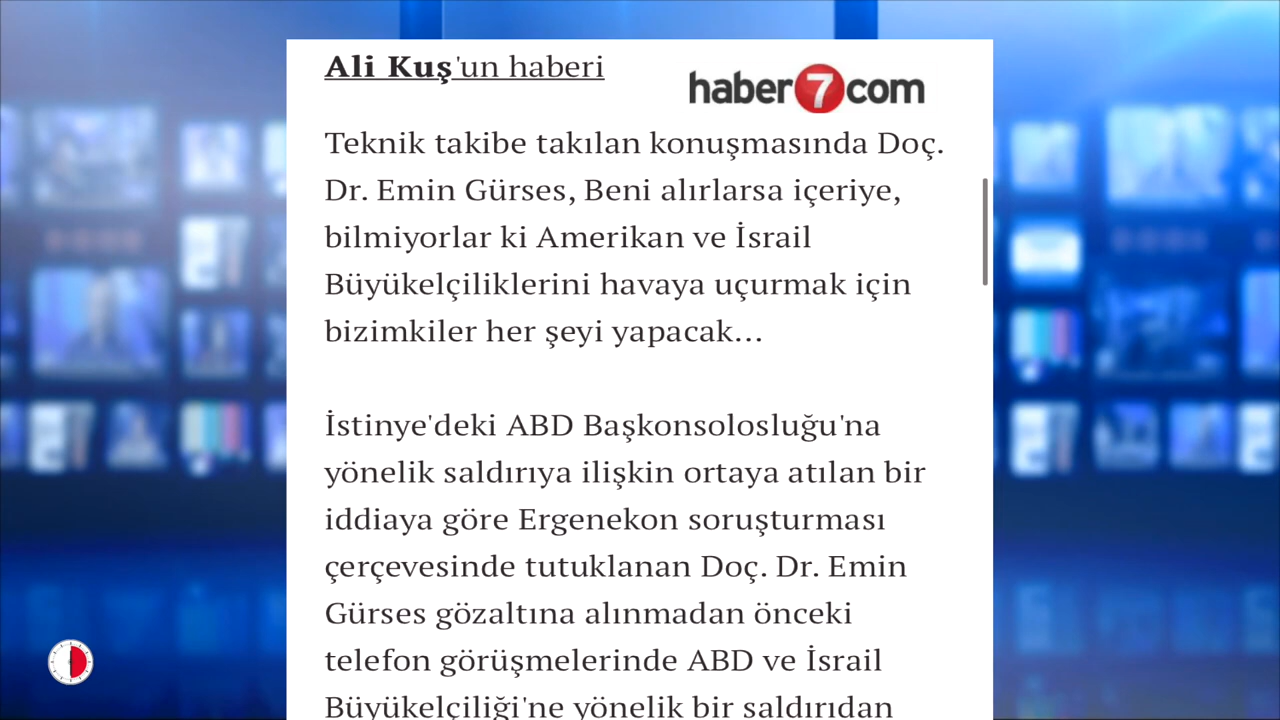 Ali Kuş'un haberi
haber7com
Teknik takibe takılan konuşmasında Doç.
Dr. Emin Gürses, Beni alırlarsa içeriye,
bilmiyorlar ki Amerikan ve İsrail
Büyükelçiliklerini havaya uçurmak için
bizimkiler her şeyi yapacak...
İstinye'deki ABD Başkonsolosluğu'na
yönelik saldırıya ilişkin ortaya atılan bir
iddiaya göre Ergenekon soruşturması
çerçevesinde tutuklanan Doç. Dr. Emin
Gürses gözaltına alınmadan önceki
telefon görüşmelerinde ABD ve İsrail
Büyükelçiliği'ne yönelik bir saldırıdan